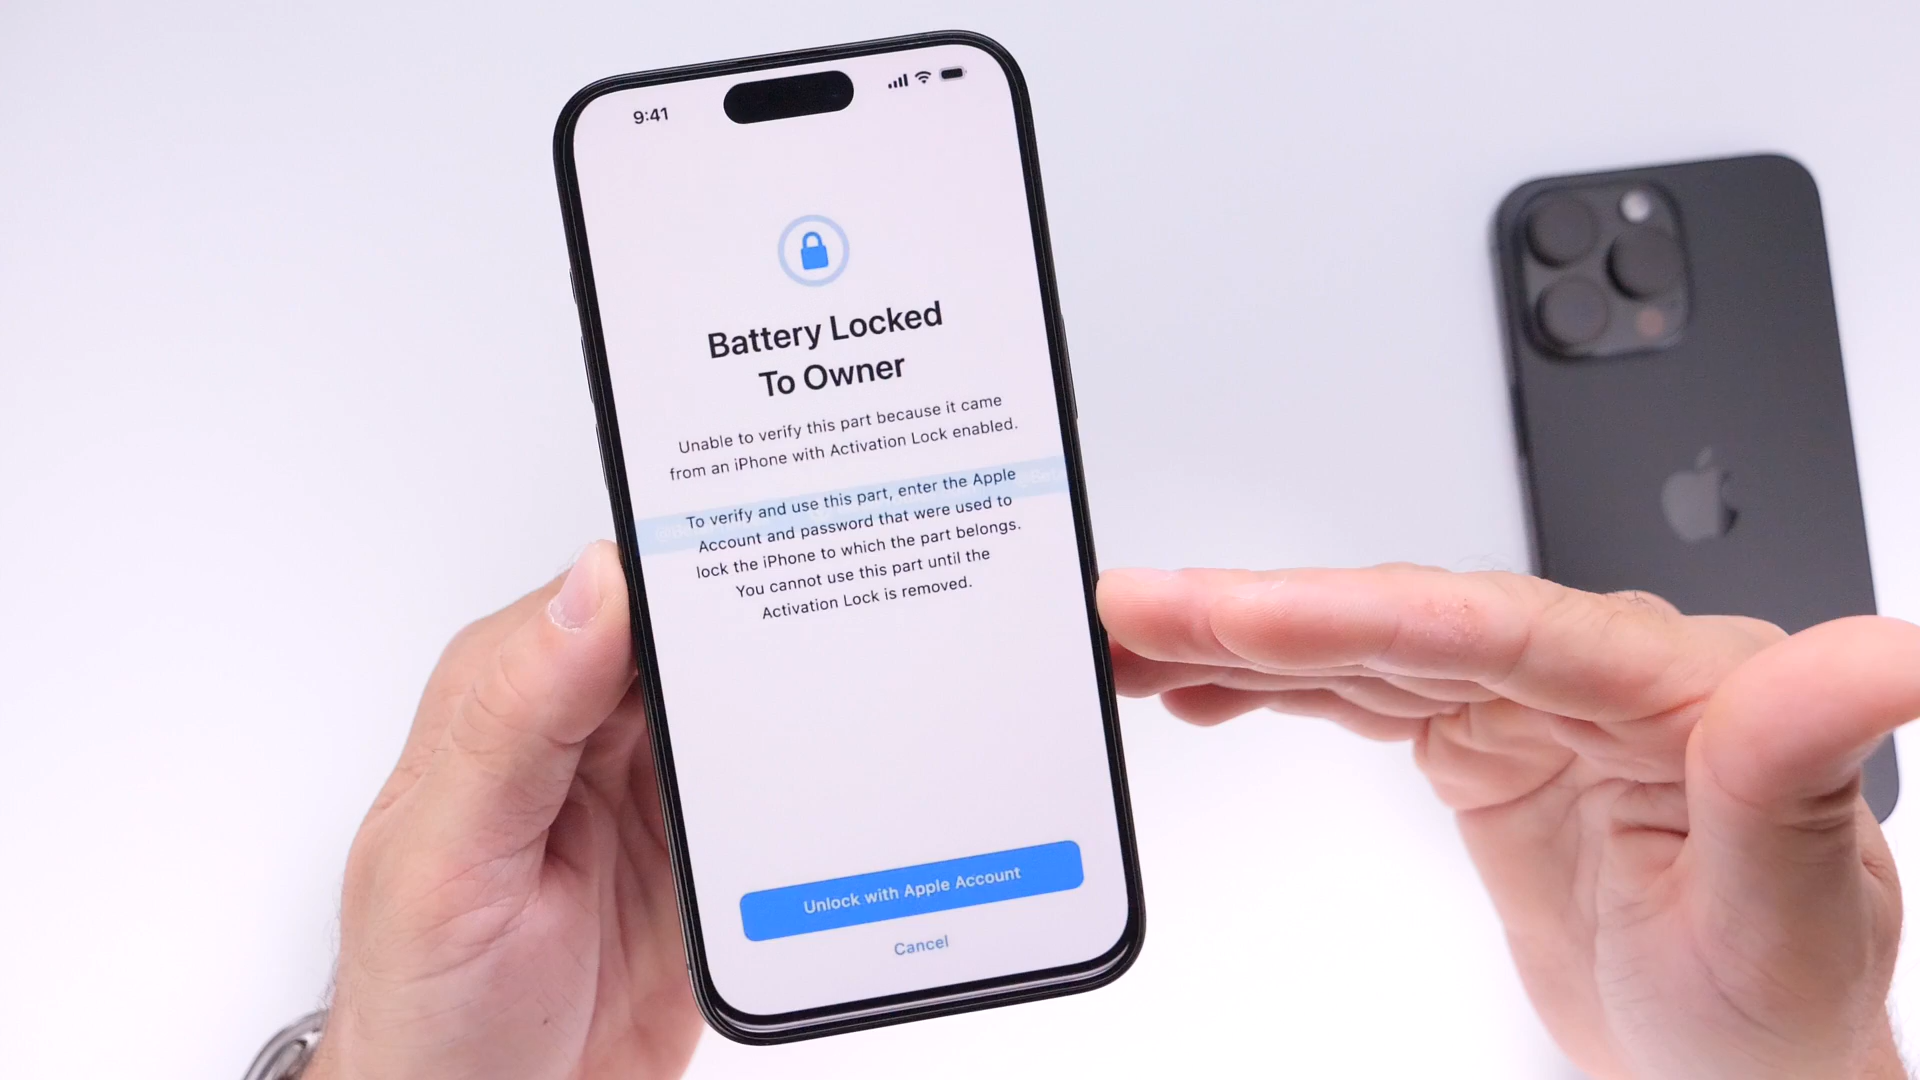 9:41
Battery Locked
To Owner
Unable to verify this part because it came
from an iPhone with Activation Lock enabled.
To verify and use this part, enter the Apple
Account and password that were used to
lock the iPhone to which the part belongs.
You cannot use this part until the
Activation Lock is removed.
Unlock with Apple Account
Cancel